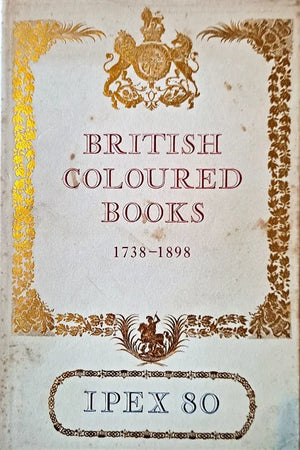 BRITISH
COLOURED
BOOKS
1738–1898
IPEX 80